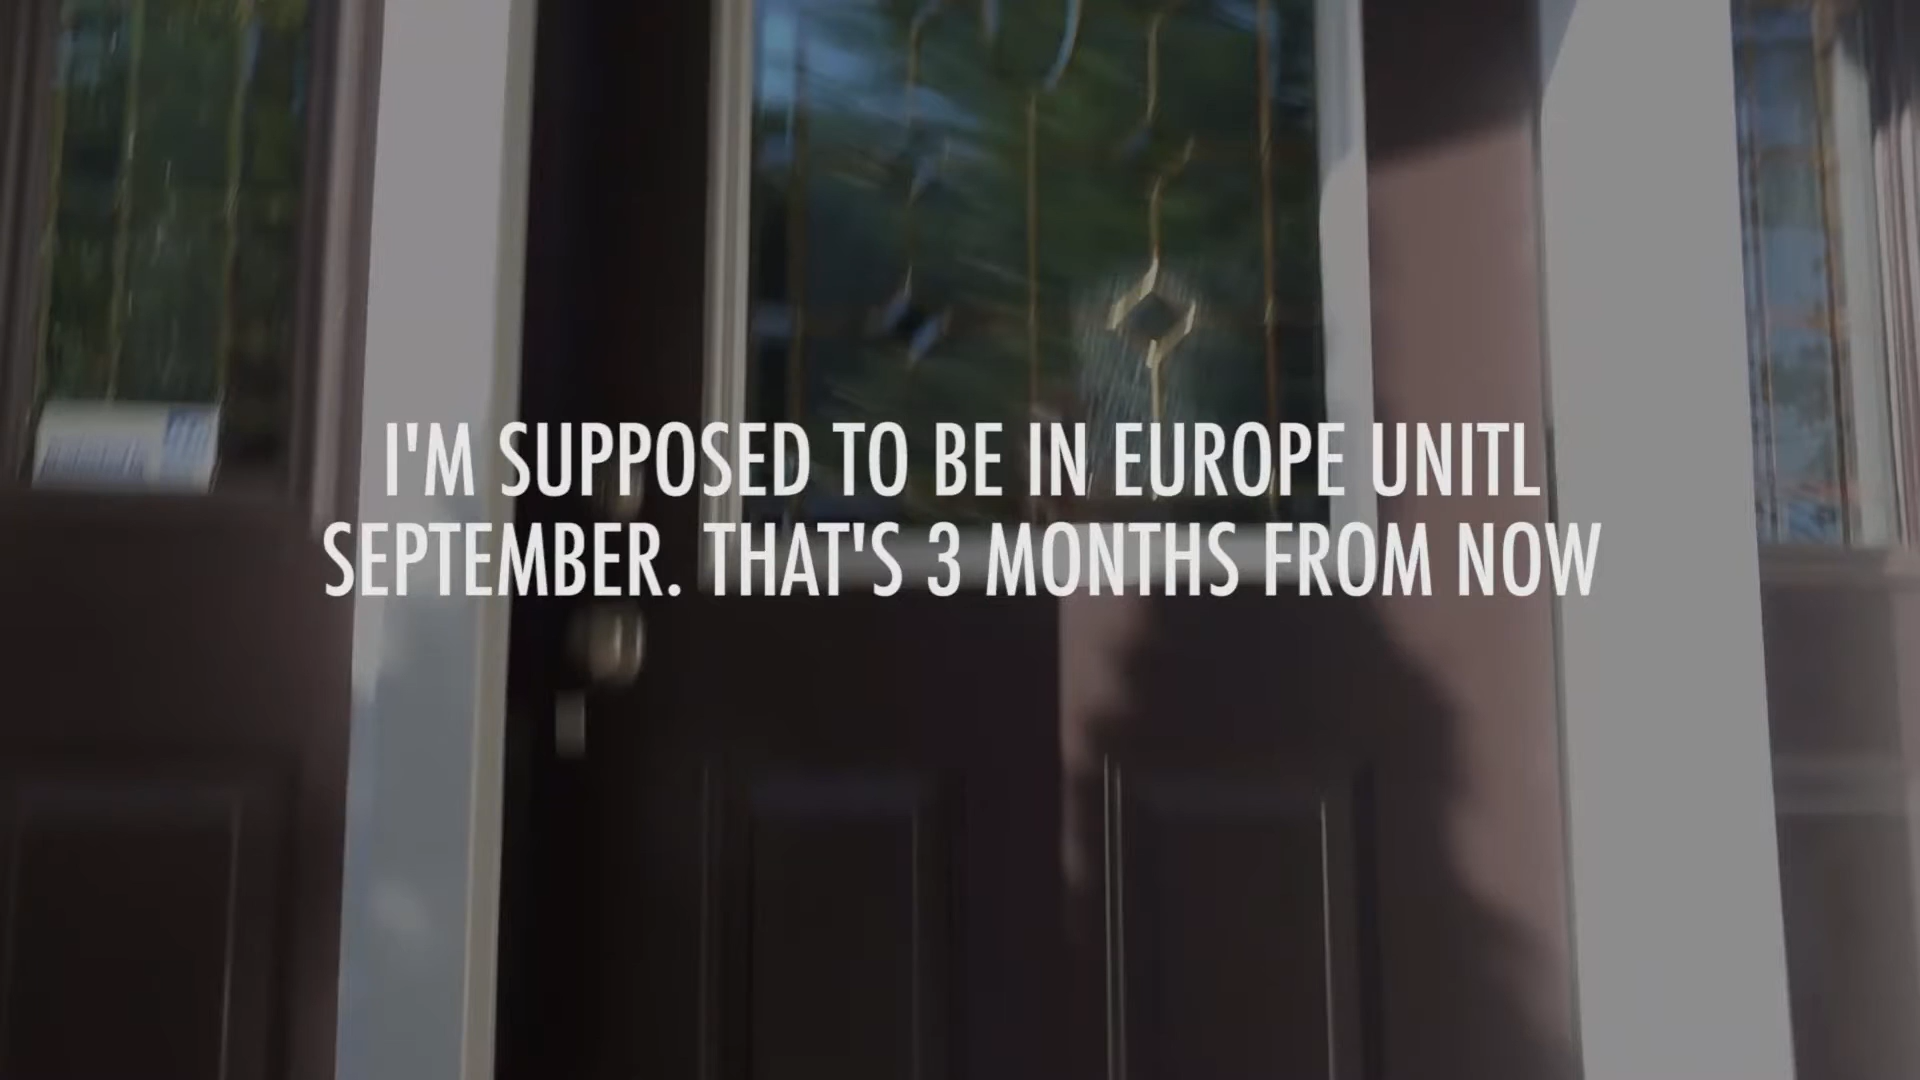 I'M SUPPOSED TO BE IN EUROPE UNITL
SEPTEMBER. THAT'S 3 MONTHS FROM NOW